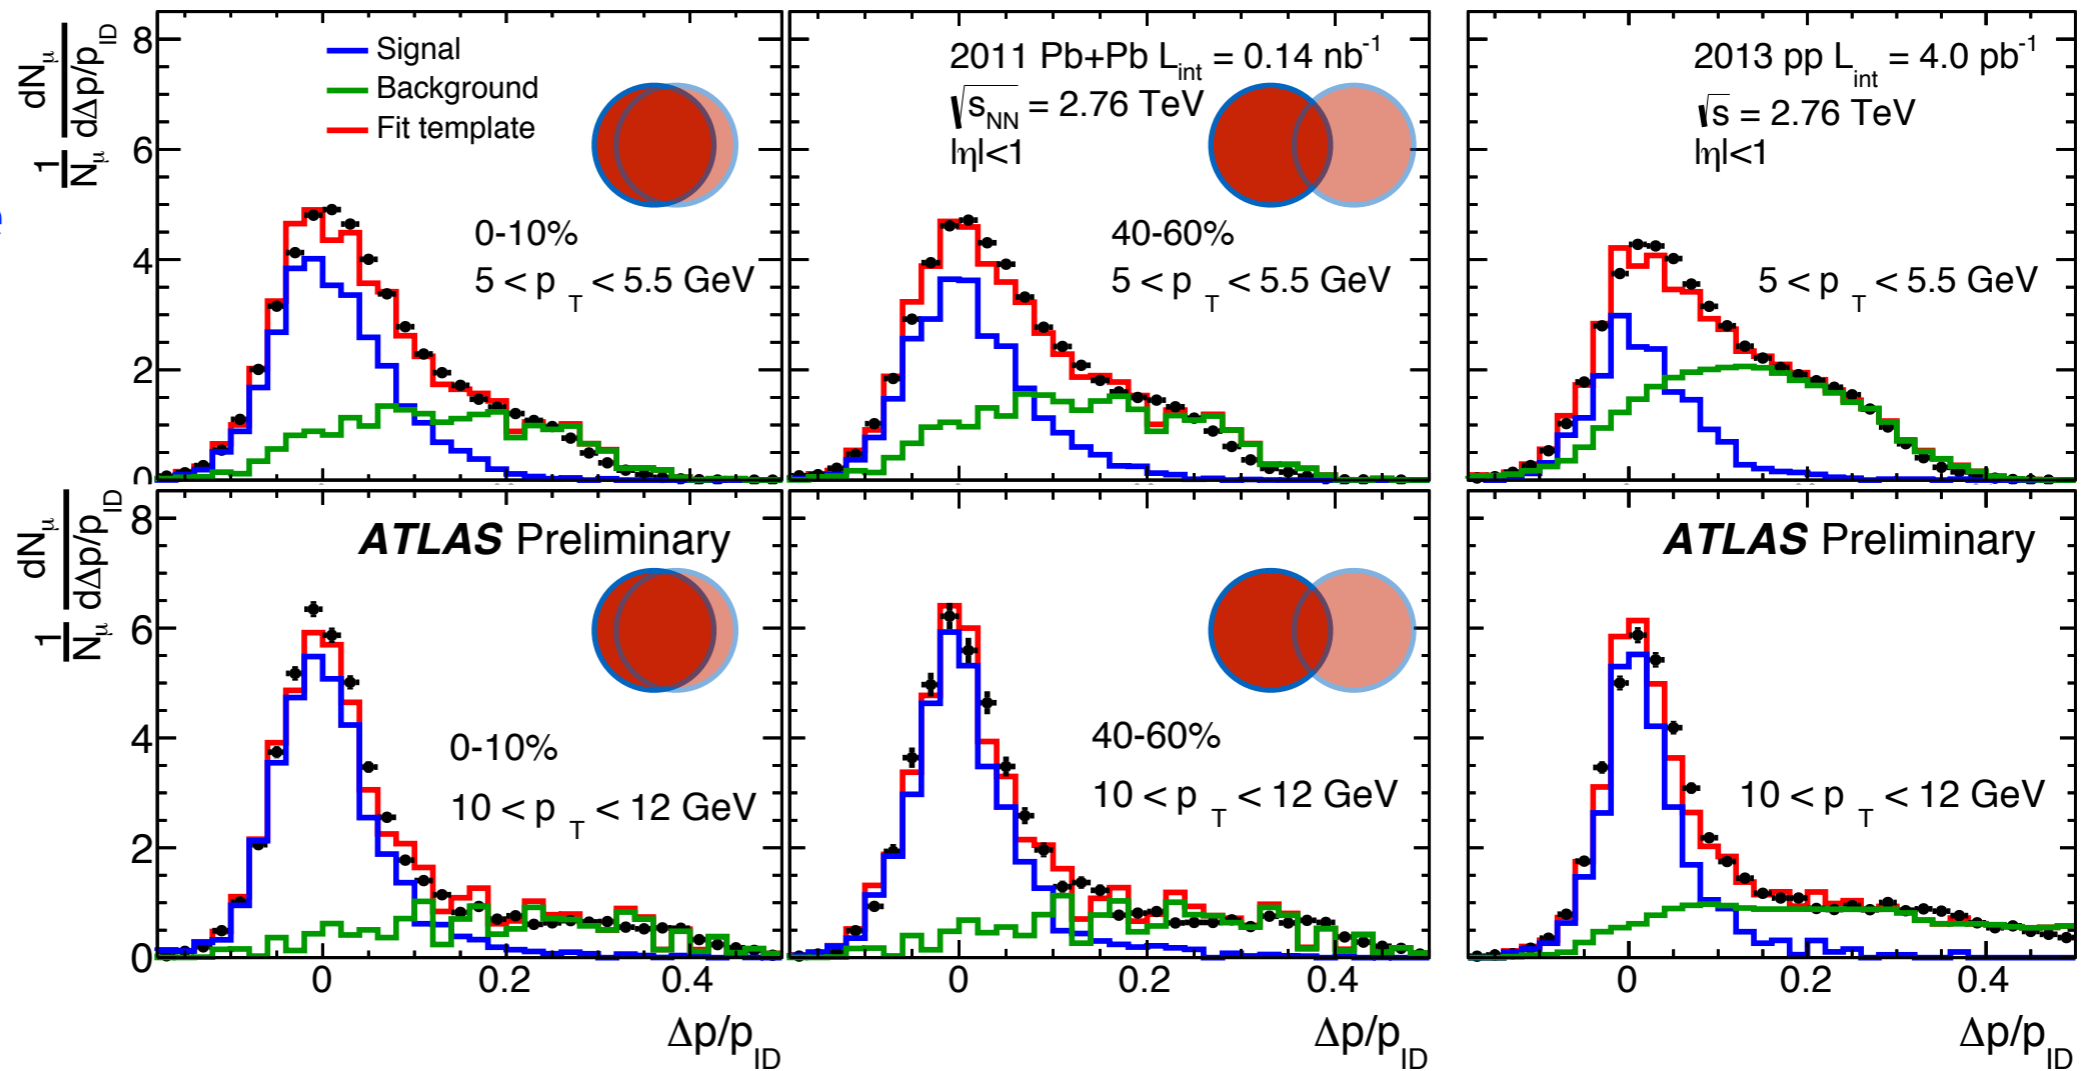 1/N_μ dN_μ/dΔp/p_ID
8
6
4
2
0
Signal
Background
Fit template
0-10%
5 < p_T < 5.5 GeV
2011 Pb+Pb L_int = 0.14 nb⁻¹
√s_NN = 2.76 TeV
|η|<1
40-60%
5 < p_T < 5.5 GeV
2013 pp L_int = 4.0 pb⁻¹
√s = 2.76 TeV
|η|<1
5 < p_T < 5.5 GeV
1/N_μ dN_μ/dΔp/p_ID
8
6
4
2
0
ATLAS Preliminary
0-10%
10 < p_T < 12 GeV
40-60%
10 < p_T < 12 GeV
ATLAS Preliminary
10 < p_T < 12 GeV
0 0.2
0 0.2 0.4
0 0.2 0.4
Δp/p_ID
Δp/p_ID
Δp/p_ID